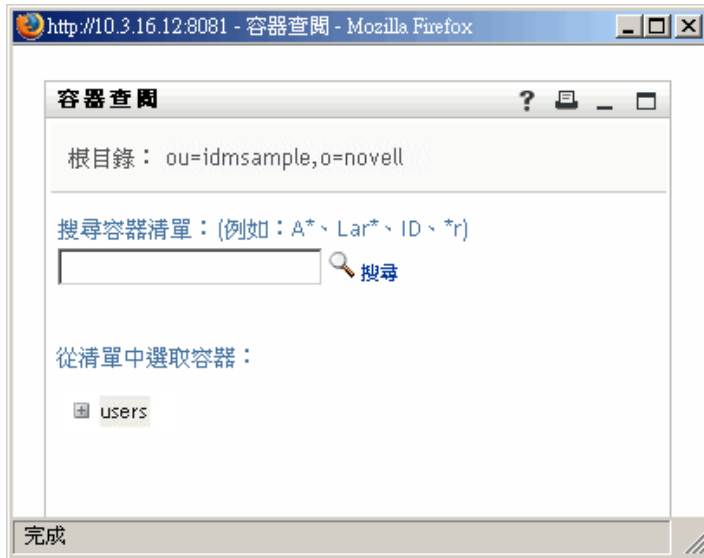 http://10.3.16.12:8081 - 容器查閱 - Mozilla Firefox
容器查閱
根目錄： ou=idmsample,o=novell
搜尋容器清單：(例如：A*、Lar*、ID、*r)
搜尋
從清單中選取容器：
users
完成